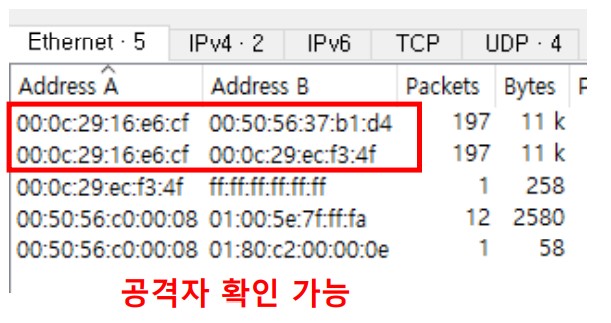 Ethernet · 5 IPv4 · 2 IPv6 TCP UDP · 4
Address A Address B Packets Bytes P
00:0c:29:16:e6:cf 00:50:56:37:b1:d4 197 11 k
00:0c:29:16:e6:cf 00:0c:29:ec:f3:4f 197 11 k
00:0c:29:ec:f3:4f ff:ff:ff:ff:ff:ff 1 258
00:50:56:c0:00:08 01:00:5e:7f:ff:fa 12 2580
00:50:56:c0:00:08 01:80:c2:00:00:0e 1 58
공격자 확인 가능